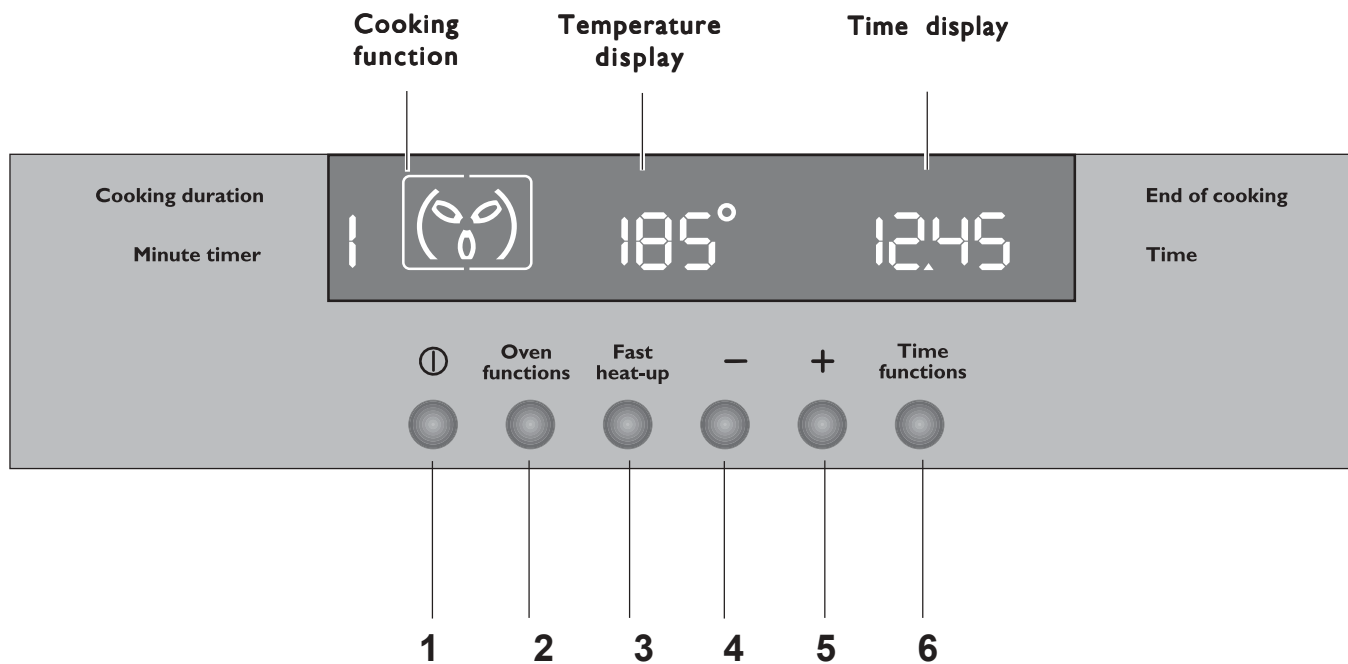 Cooking
function
Temperature
display
Time display
Cooking duration
End of cooking
Minute timer
Time
1
185°
12.45
Oven
functions
Fast
heat-up
−
+
Time
functions
1 2 3 4 5 6